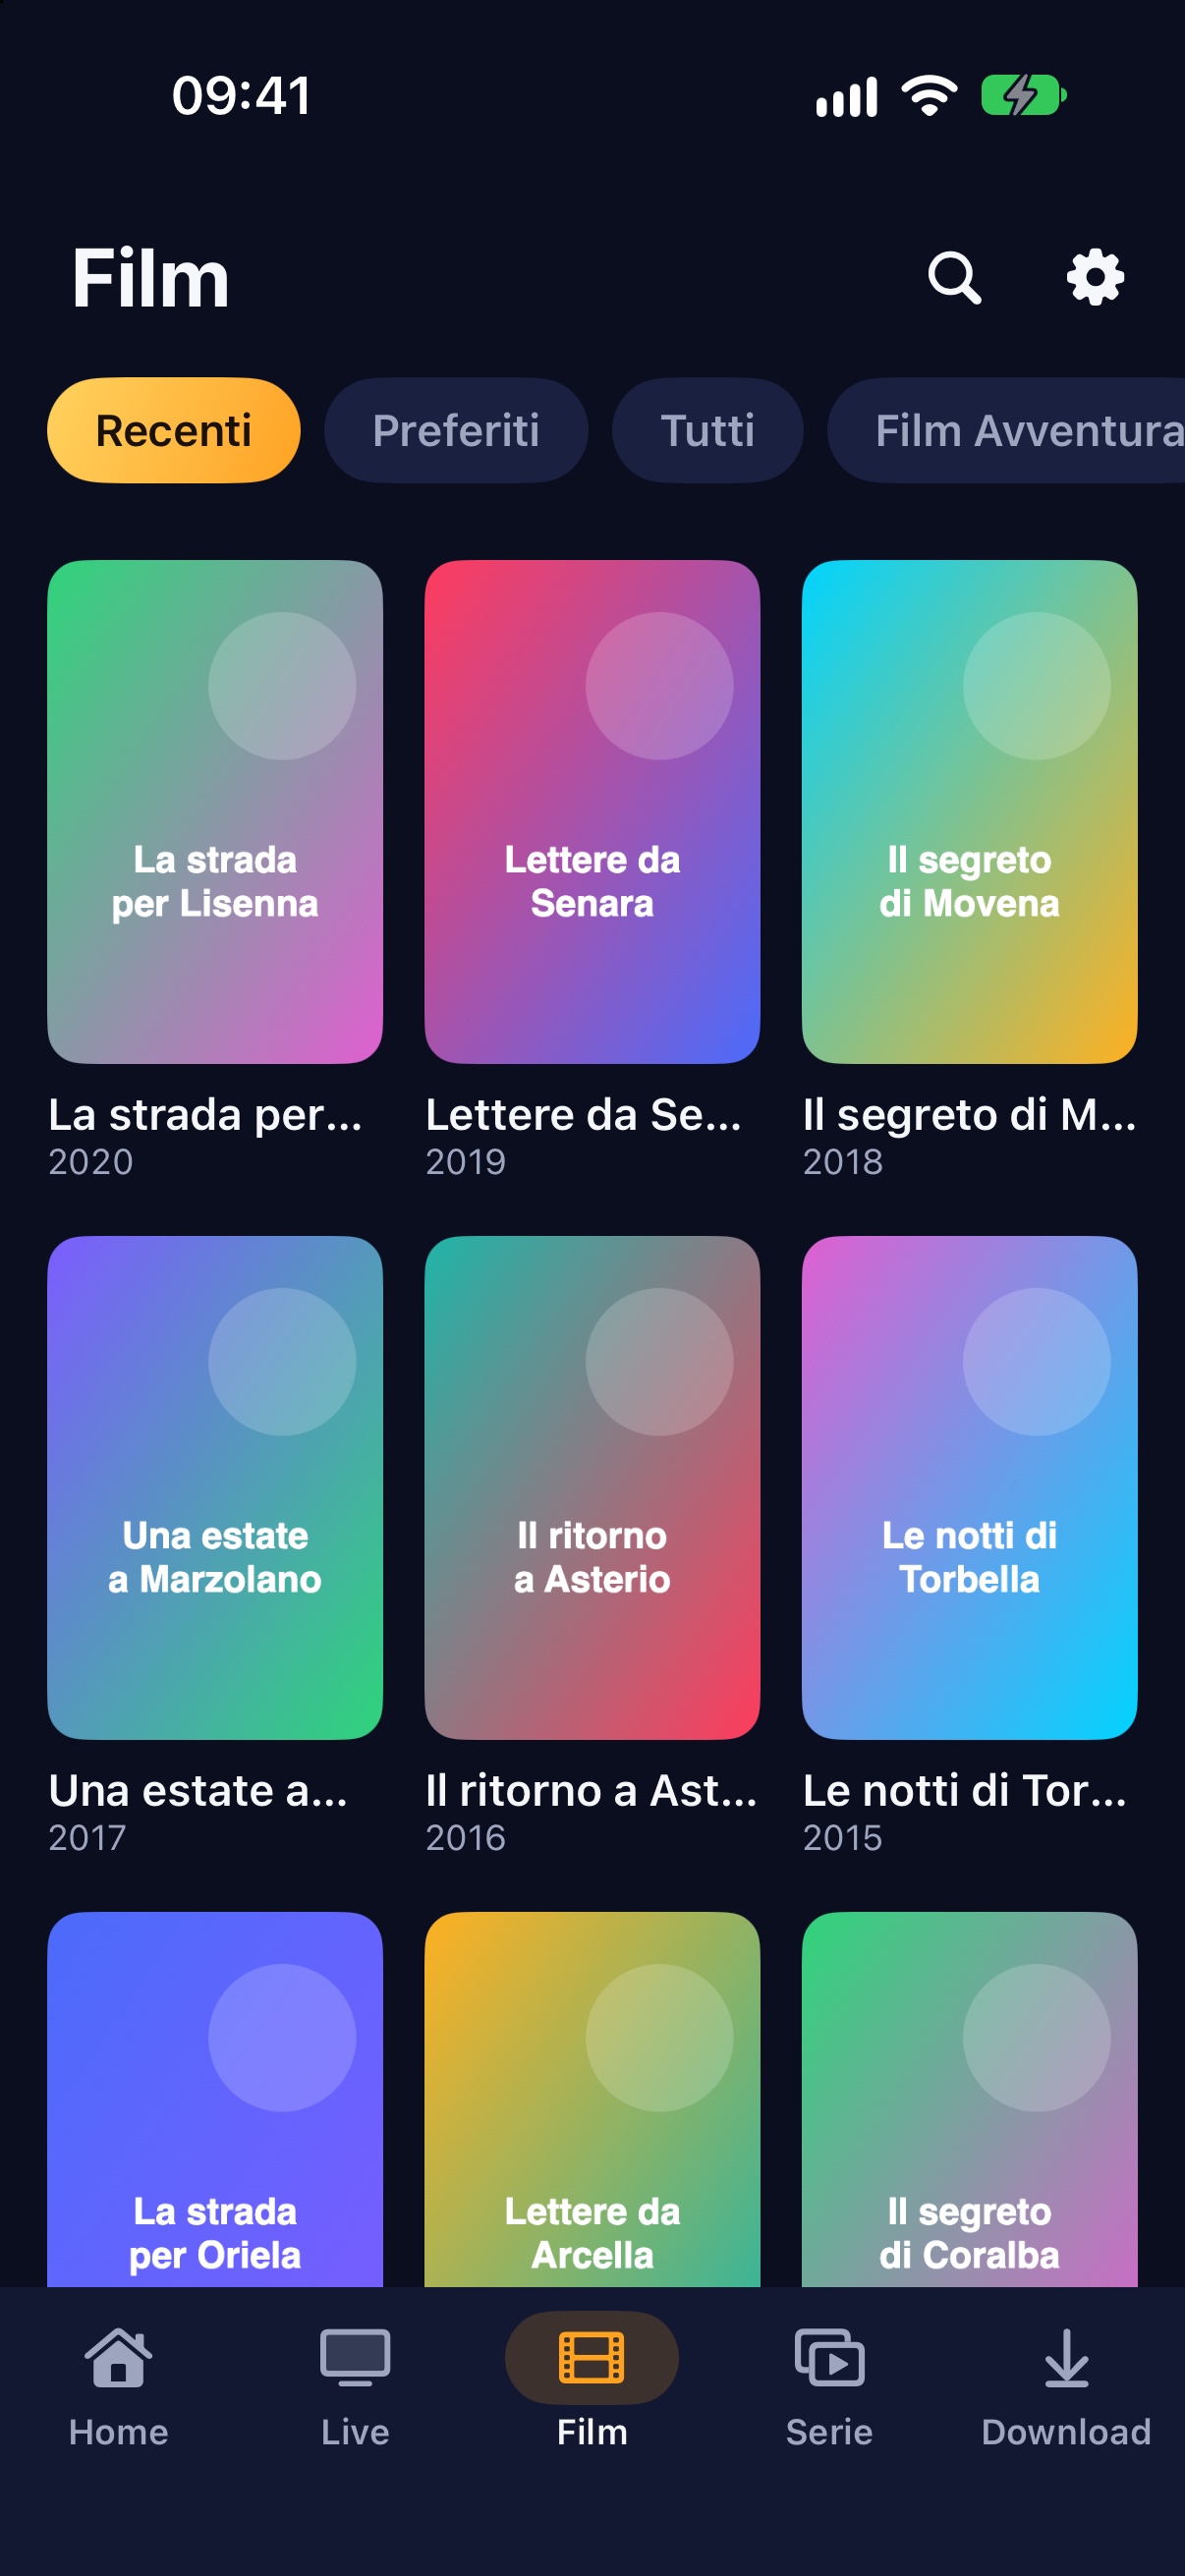 09:41
Film
Recenti
Preferiti
Tutti
Film Avventura
La strada
per Lisenna
Lettere da
Senara
Il segreto
di Movena
La strada per...
2020
Lettere da Se...
2019
Il segreto di M...
2018
Una estate
a Marzolano
Il ritorno
a Asterio
Le notti di
Torbella
Una estate a...
2017
Il ritorno a Ast...
2016
Le notti di Tor...
2015
La strada
per Oriela
Lettere da
Arcella
Il segreto
di Coralba
Home
Live
Film
Serie
Download